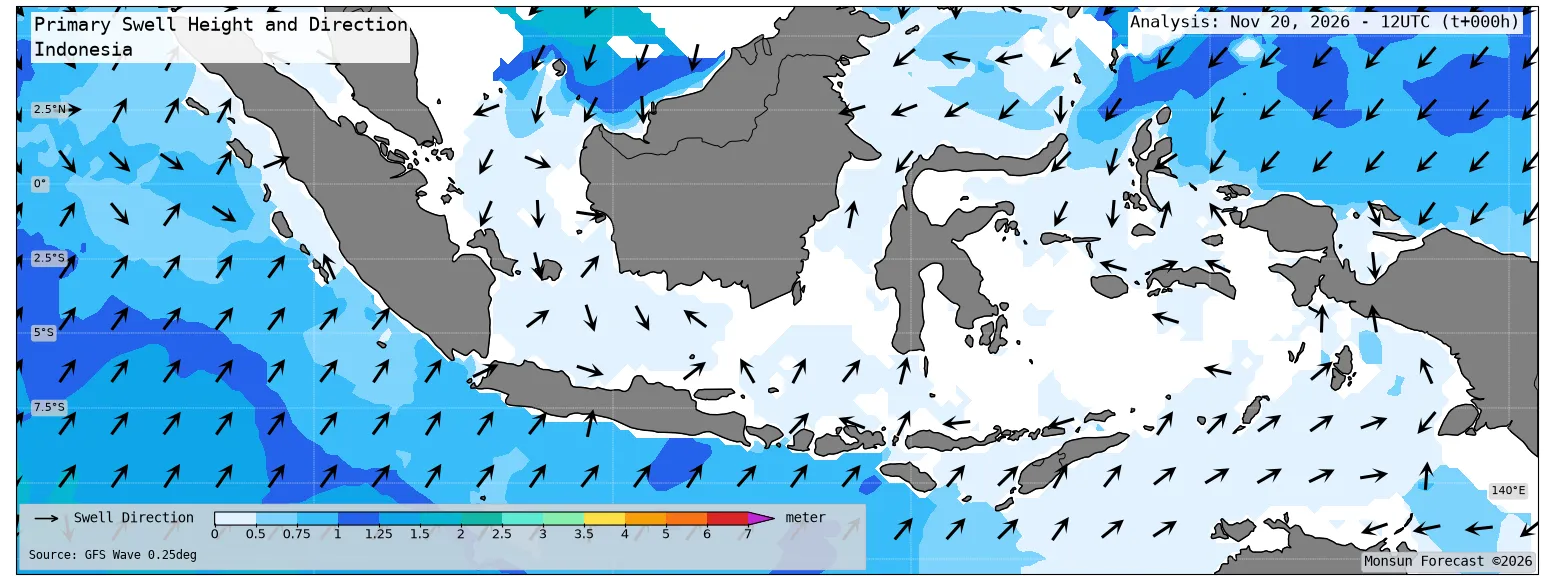 Primary Swell Height and Direction
Indonesia
Analysis: Nov 20, 2026 - 12UTC (t+000h)
2.5°N
0°
2.5°S
5°S
7.5°S
140°E
Swell Direction
0 0.5 0.75 1 1.25 1.5 2 2.5 3 3.5 4 5 6 7
meter
Source: GFS Wave 0.25deg
Monsun Forecast ©2026